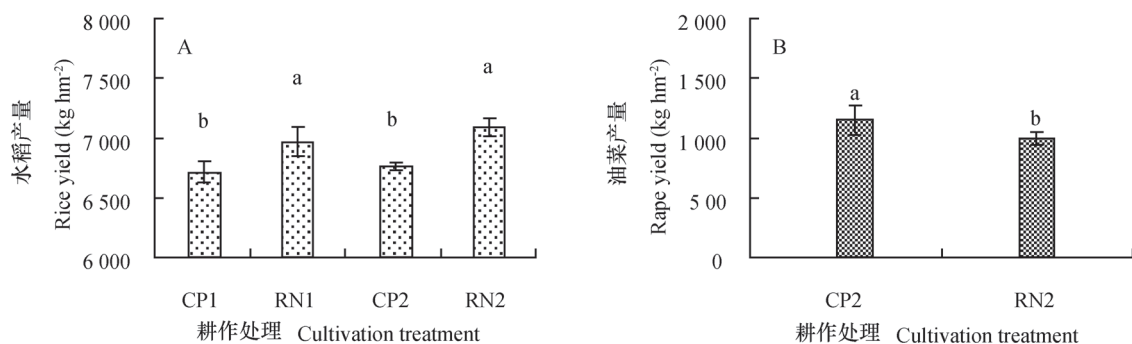 水稻产量
Rice yield (kg hm-2)
8 000
7 500
7 000
6 500
6 000
A
b
a
b
a
CP1 RN1 CP2 RN2
耕作处理 Cultivation treatment
油菜产量
Rape yield (kg hm-2)
2 000
1 500
1 000
5 00
0
B
a
b
CP2 RN2
耕作处理 Cultivation treatment